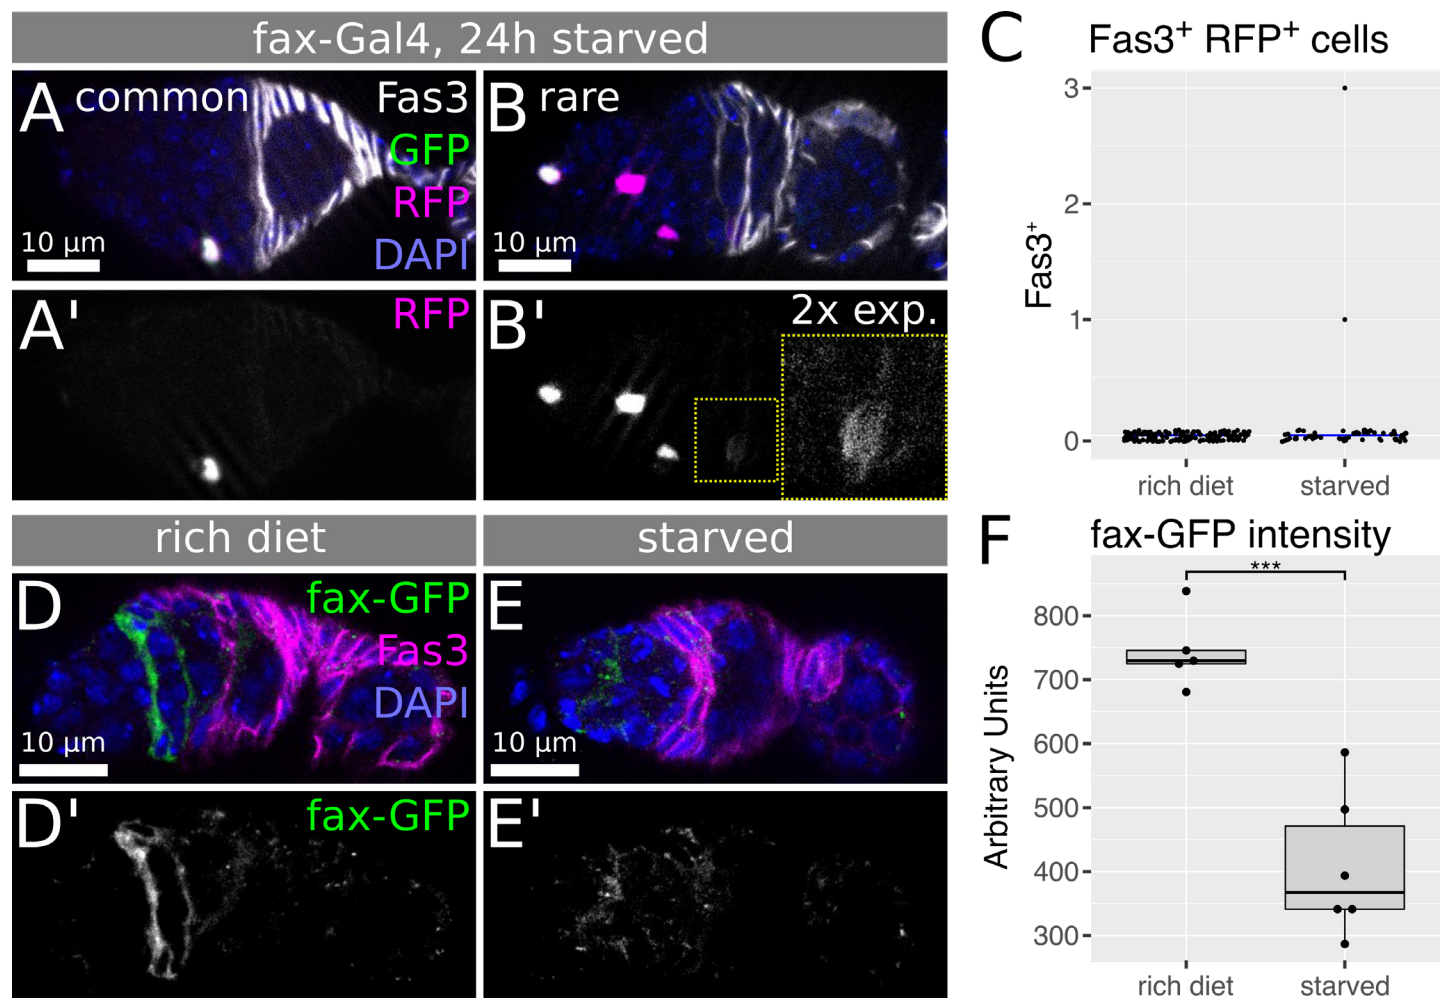 fax-Gal4, 24h starved
A common Fas3
GFP
RFP
DAPI
10 µm
B rare
10 µm
A' RFP
B' 2x exp.
C Fas3⁺ RFP⁺ cells
Fas3⁺
3
2
1
0
rich diet starved
rich diet
starved
D fax-GFP
Fas3
DAPI
10 µm
E
10 µm
D' fax-GFP
E'
F fax-GFP intensity
***
Arbitrary Units
800
700
600
500
400
300
rich diet starved